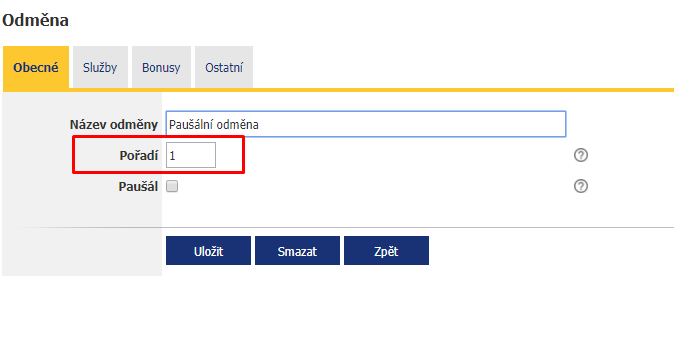 Odměna
Obecné Služby Bonusy Ostatní
Název odměny Paušální odměna
Pořadí 1 ?
Paušál ?
Uložit Smazat Zpět